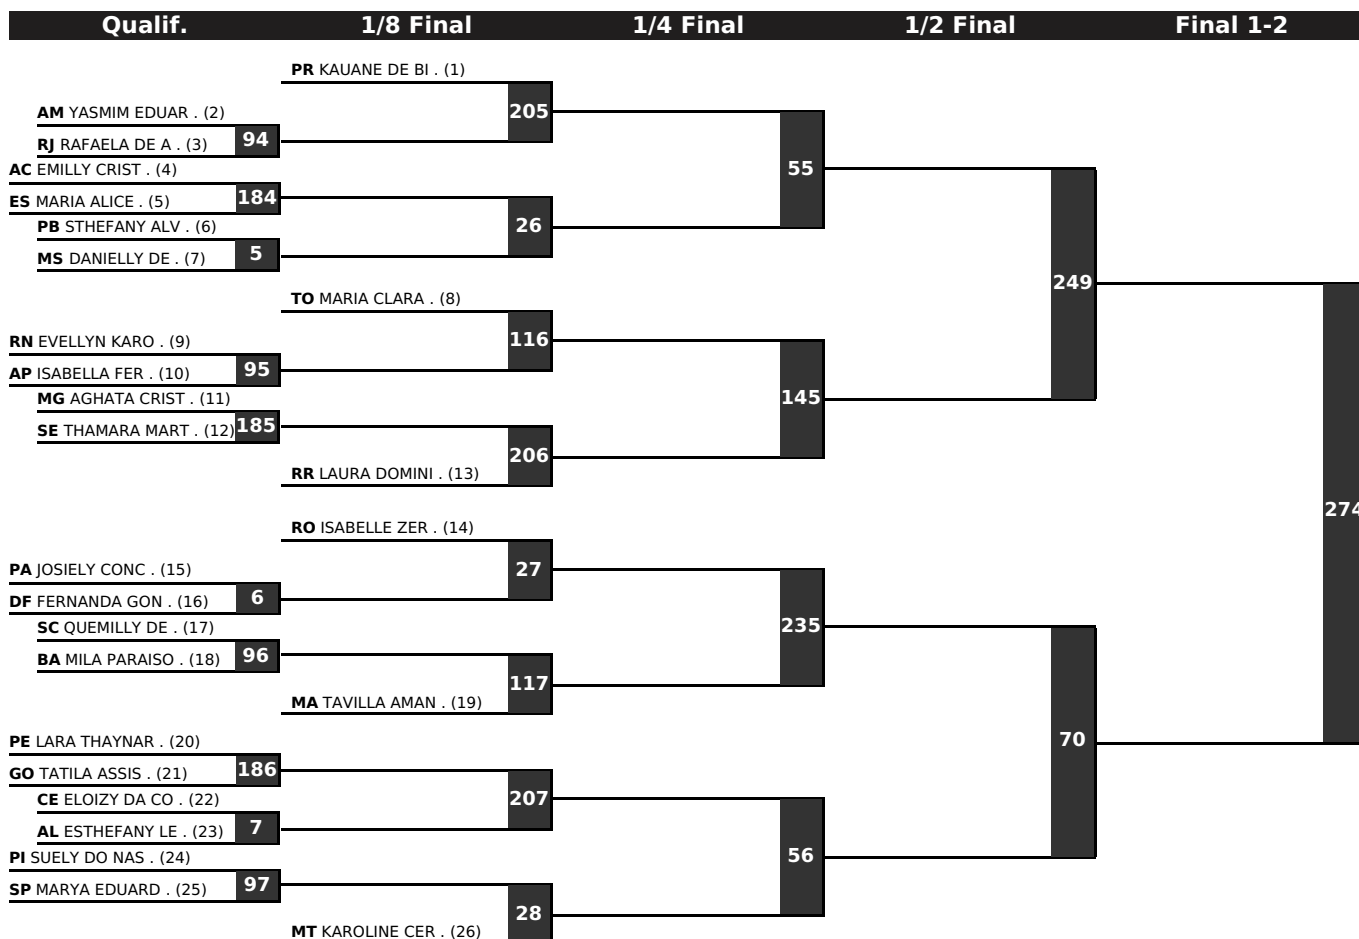 Qualif. 1/8 Final 1/4 Final 1/2 Final Final 1-2
PR KAUANE DE BI . (1)
205
AM YASMIM EDUAR . (2)
94
RJ RAFAELA DE A . (3)
55
AC EMILLY CRIST . (4)
184
ES MARIA ALICE . (5)
26
PB STHEFANY ALV . (6)
5
MS DANIELLY DE . (7)
249
TO MARIA CLARA . (8)
116
RN EVELLYN KARO . (9)
95
AP ISABELLA FER . (10)
145
MG AGHATA CRIST . (11)
185
SE THAMARA MART . (12)
206
RR LAURA DOMINI . (13)
274
RO ISABELLE ZER . (14)
27
PA JOSIELY CONC . (15)
6
DF FERNANDA GON . (16)
235
SC QUEMILLY DE . (17)
96
BA MILA PARAISO . (18)
117
MA TAVILLA AMAN . (19)
70
PE LARA THAYNAR . (20)
186
GO TATILA ASSIS . (21)
207
CE ELOIZY DA CO . (22)
7
AL ESTHEFANY LE . (23)
56
PI SUELY DO NAS . (24)
97
SP MARYA EDUARD . (25)
28
MT KAROLINE CER . (26)